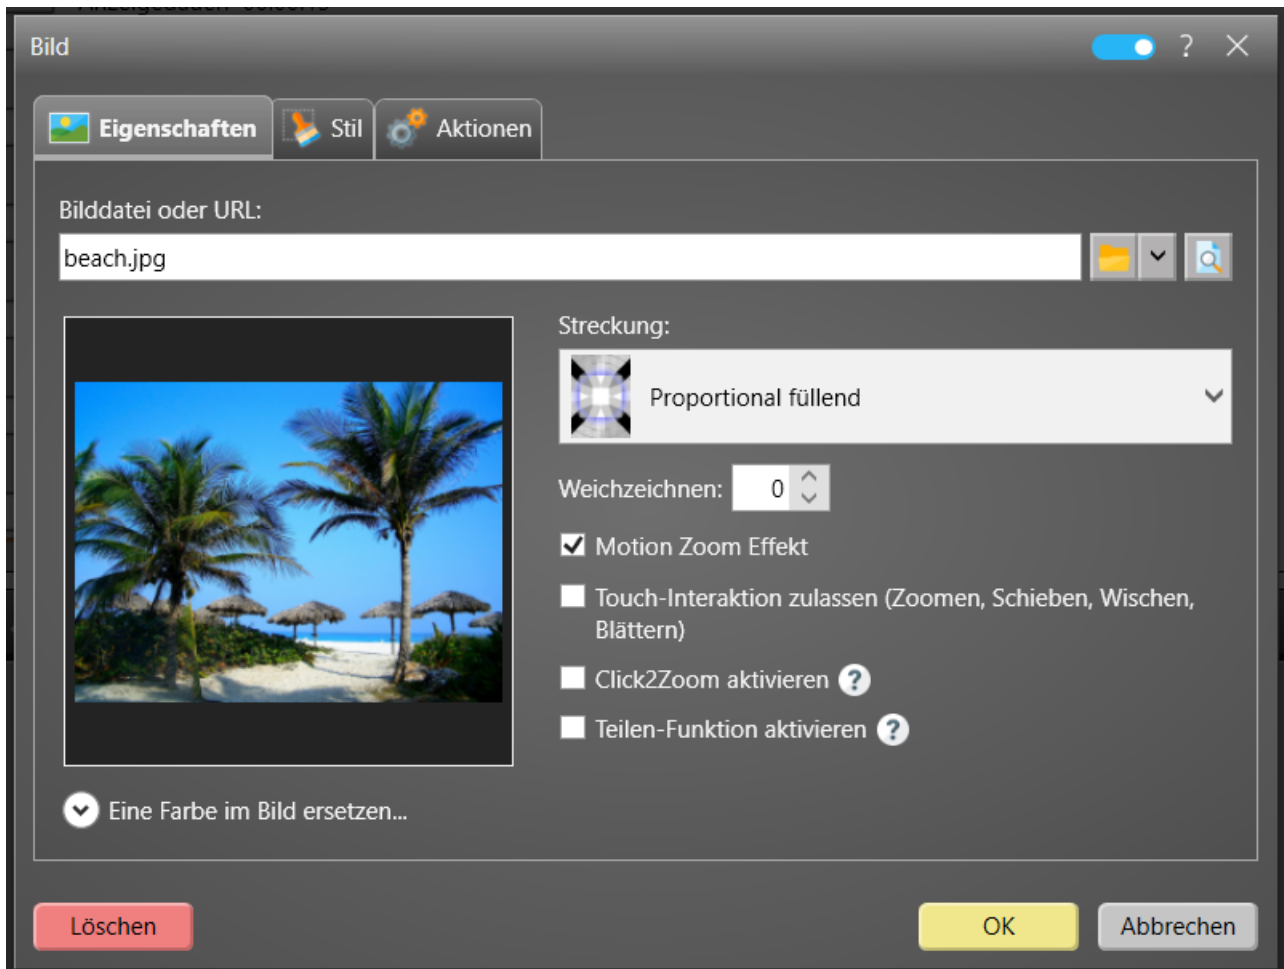 Bild
?
Eigenschaften
Stil
Aktionen
Bilddatei oder URL:
beach.jpg
Streckung:
Proportional füllend
Weichzeichnen: 0
Motion Zoom Effekt
Touch-Interaktion zulassen (Zoomen, Schieben, Wischen,
Blättern)
Click2Zoom aktivieren ?
Teilen-Funktion aktivieren ?
Eine Farbe im Bild ersetzen...
Löschen
OK
Abbrechen